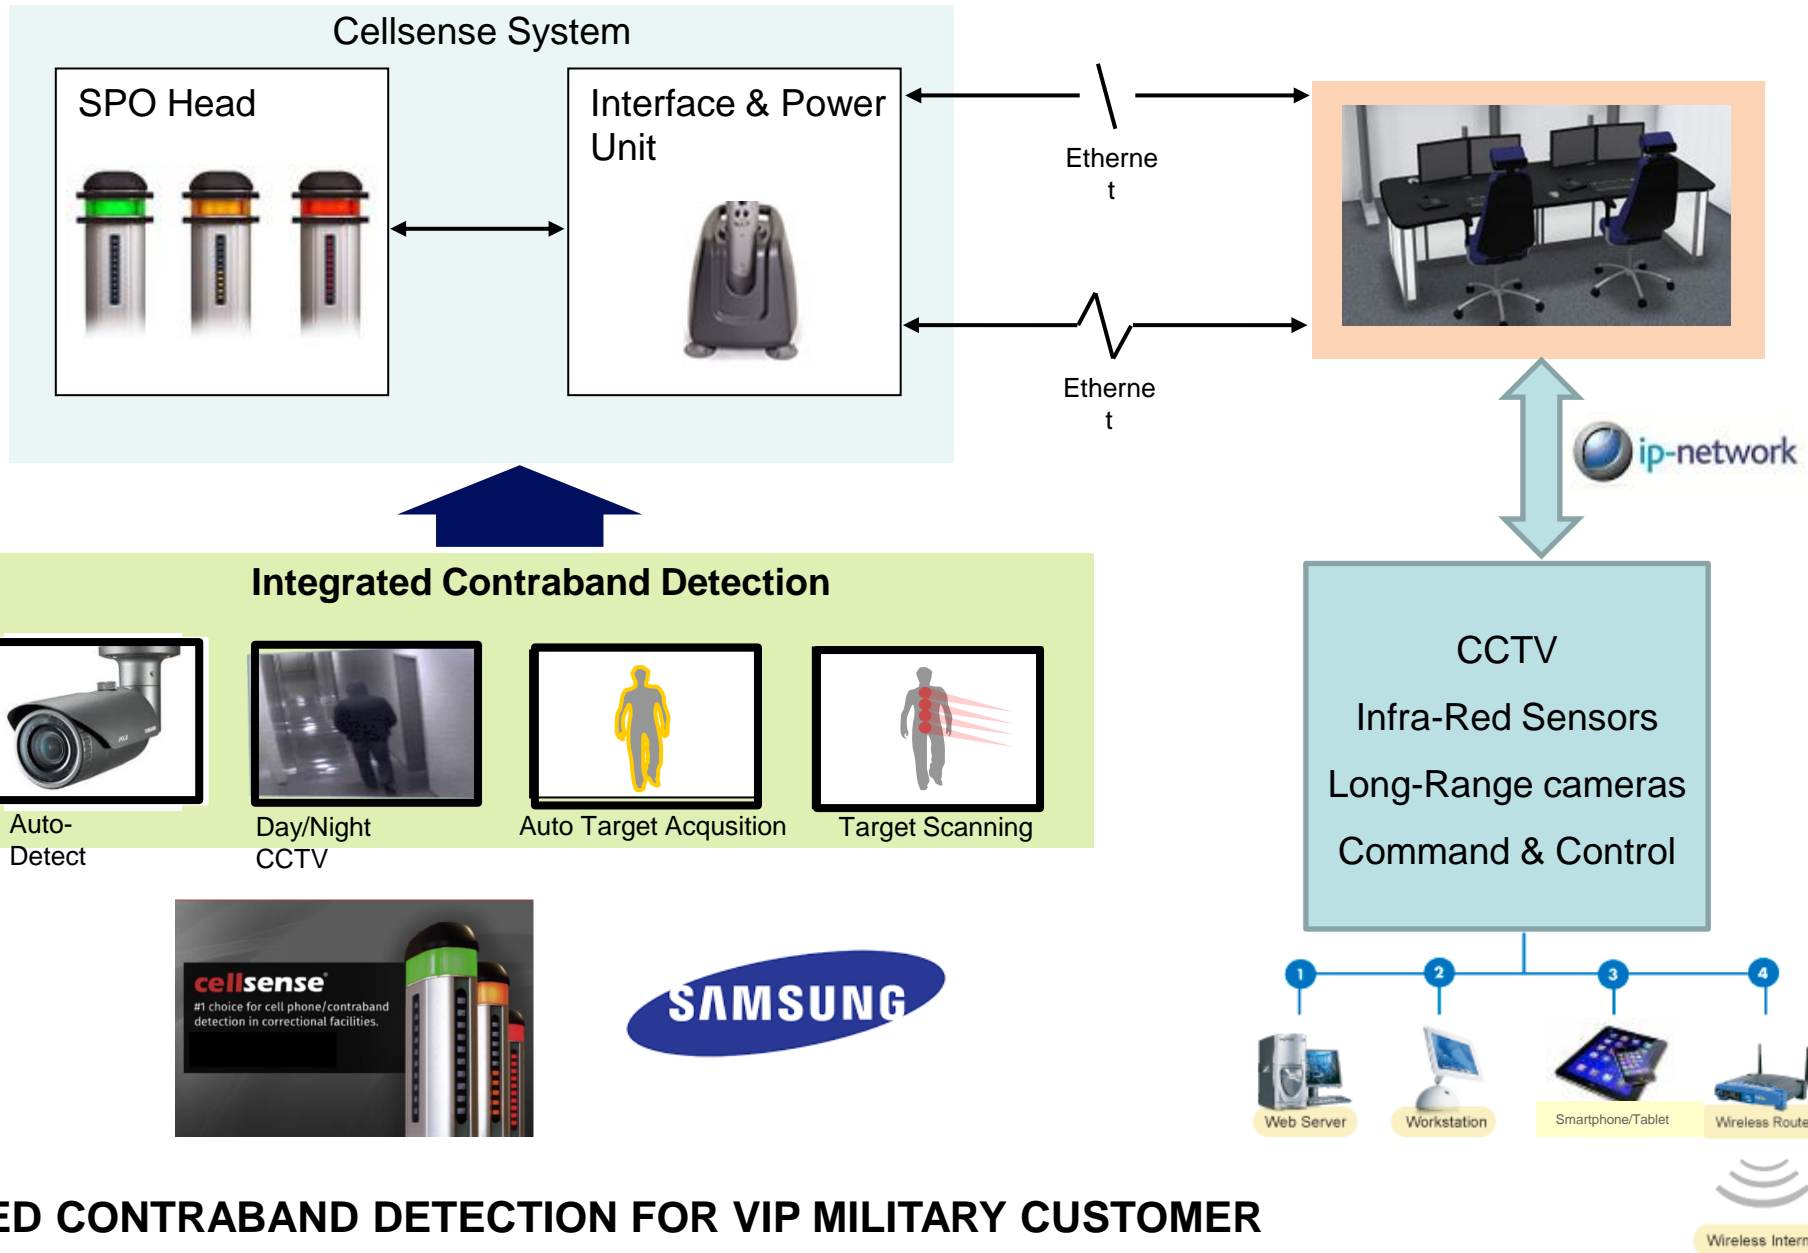 Cellsense System
SPO Head
Interface & Power
Unit
Etherne
t
Etherne
t
ip-network
Integrated Contraband Detection
Auto-
Detect
Day/Night
CCTV
Auto Target Acqusition
Target Scanning
CCTV
Infra-Red Sensors
Long-Range cameras
Command & Control
cellsense®
#1 choice for cell phone/contraband
detection in correctional facilities.
SAMSUNG
1
2
3
4
Web Server
Workstation
Smartphone/Tablet
Wireless Route
Wireless Intern
ED CONTRABAND DETECTION FOR VIP MILITARY CUSTOMER